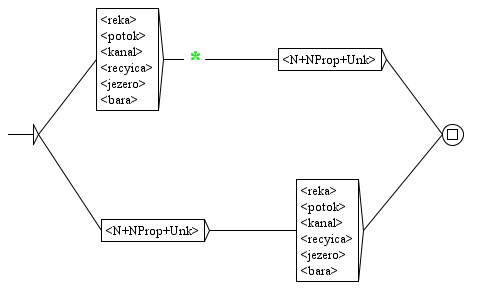 <reka>
<potok>
<kanal>
<recyica>
<jezero>
<bara>
*
<N+NProp+Unk>
<N+NProp+Unk>
<reka>
<potok>
<kanal>
<recyica>
<jezero>
<bara>